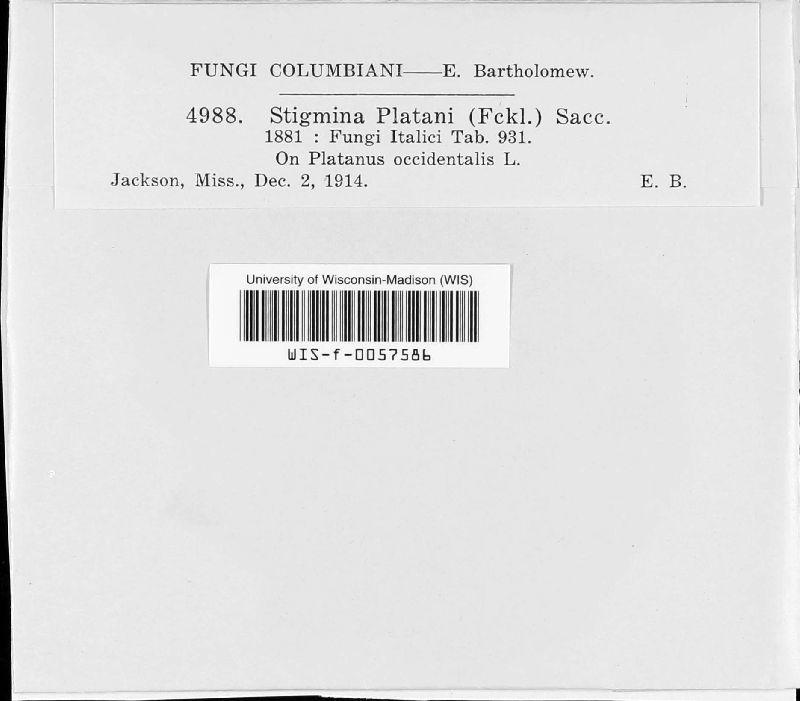 FUNGI COLUMBIANI——E. Bartholomew.
4988. Stigmina Platani (Fckl.) Sacc.
1881 : Fungi Italici Tab. 931.
On Platanus occidentalis L.
Jackson, Miss., Dec. 2, 1914. E. B.
University of Wisconsin-Madison (WIS)
WIS-f-0057586